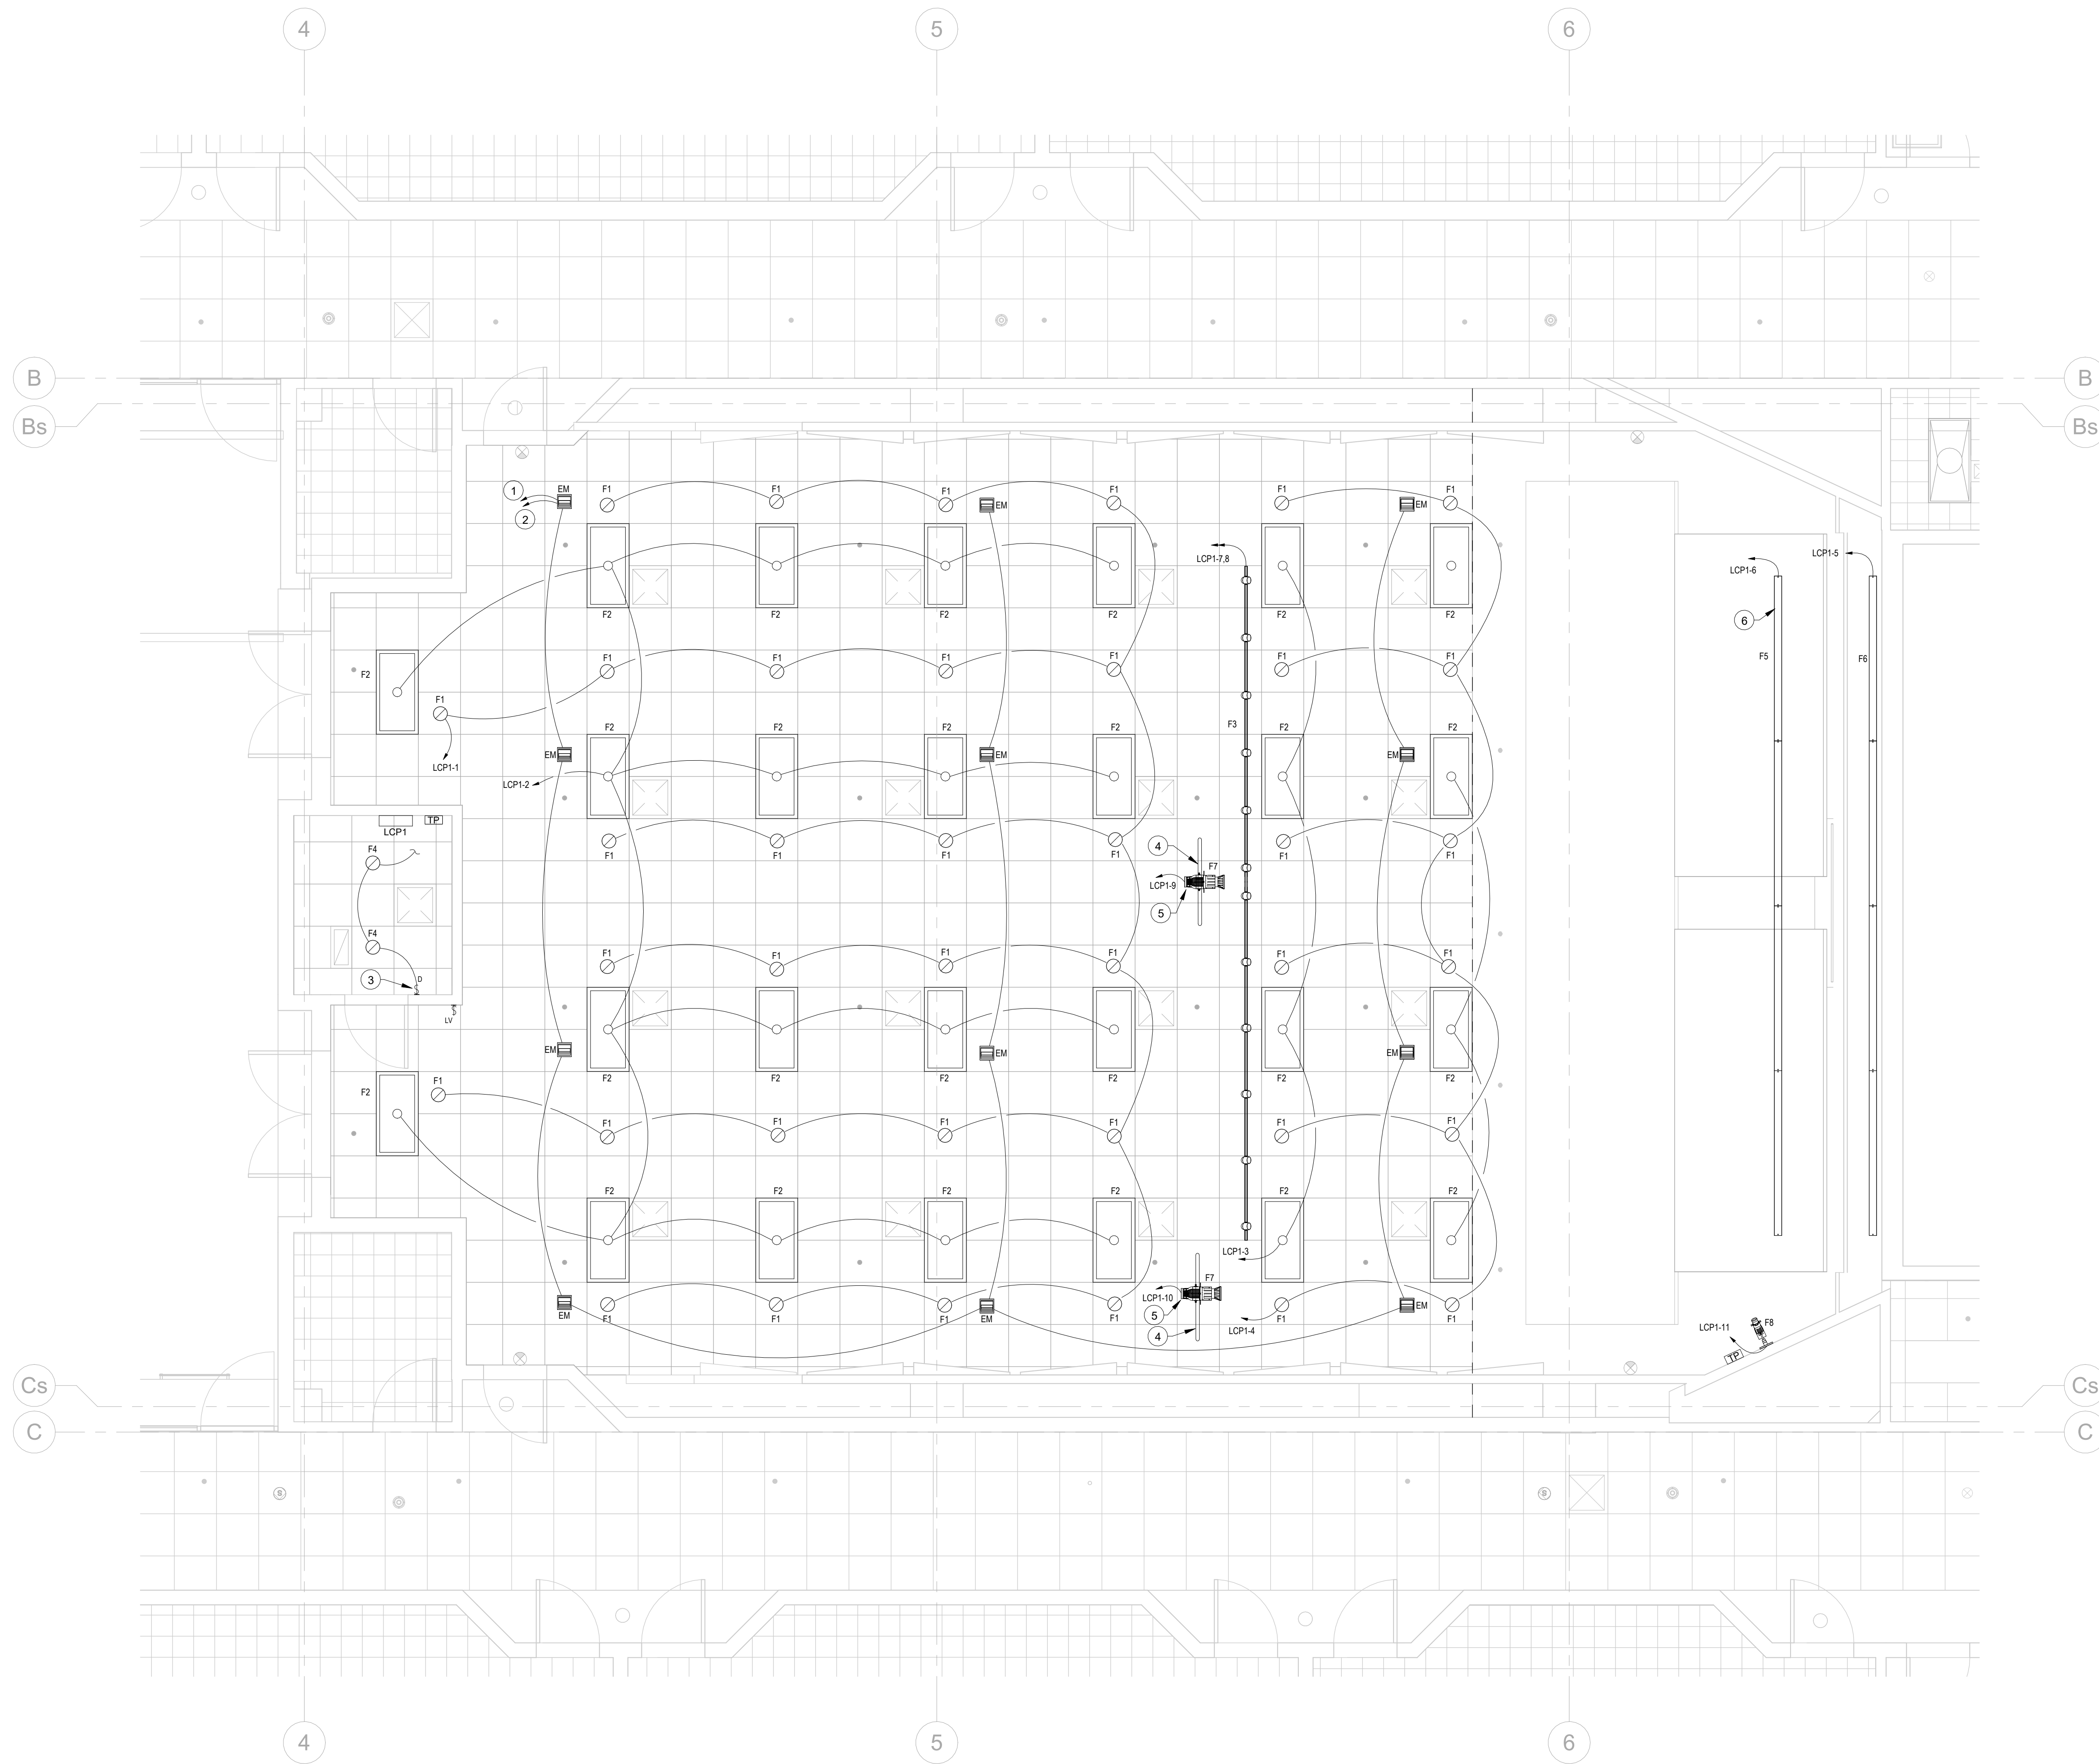 4 5 6
B B
Bs Bs
1 EM F1 F1 F1 F1 F1 EM F1
EM
2
LCP1-7,8 LCP1-6 LCP1-5
F2 F2 F2 F2 F2 F2
6
F1 F1 F1 F1 F1 F1
F2 F5 F6
F1
F3
F2 F2 F2 F2 F2 F2
EM EM EM
LCP1-1
LCP1-2
LCP1 TP
F4 F1 F1 F1 F1 F1 F1
4
F7
LCP1-9
5
F4 F1 F1 F1 F1 F1 F1
3 D
LV
EM EM EM
F2 F2 F2 F2 F2 F2
F2 F1
F1 F1 F1 F1 F1 F1
F2 F2 F2 F2 F2 F2
LCP1-3
F7
LCP1-10
EM F1 F1 F1 EM F1 F1 EM F1
5 LCP1-4
4
LCP1-11 F8
TP
Cs Cs
C C
S S
4 5 6